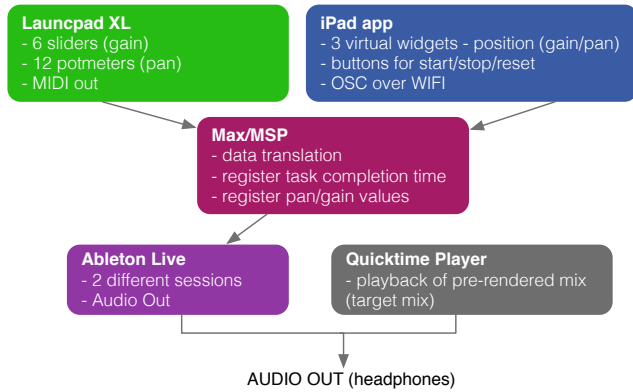 Launcpad XL
- 6 sliders (gain)
- 12 potmeters (pan)
- MIDI out
iPad app
- 3 virtual widgets - position (gain/pan)
- buttons for start/stop/reset
- OSC over WIFI
Max/MSP
- data translation
- register task completion time
- register pan/gain values
Ableton Live
- 2 different sessions
- Audio Out
Quicktime Player
- playback of pre-rendered mix
(target mix)
AUDIO OUT (headphones)